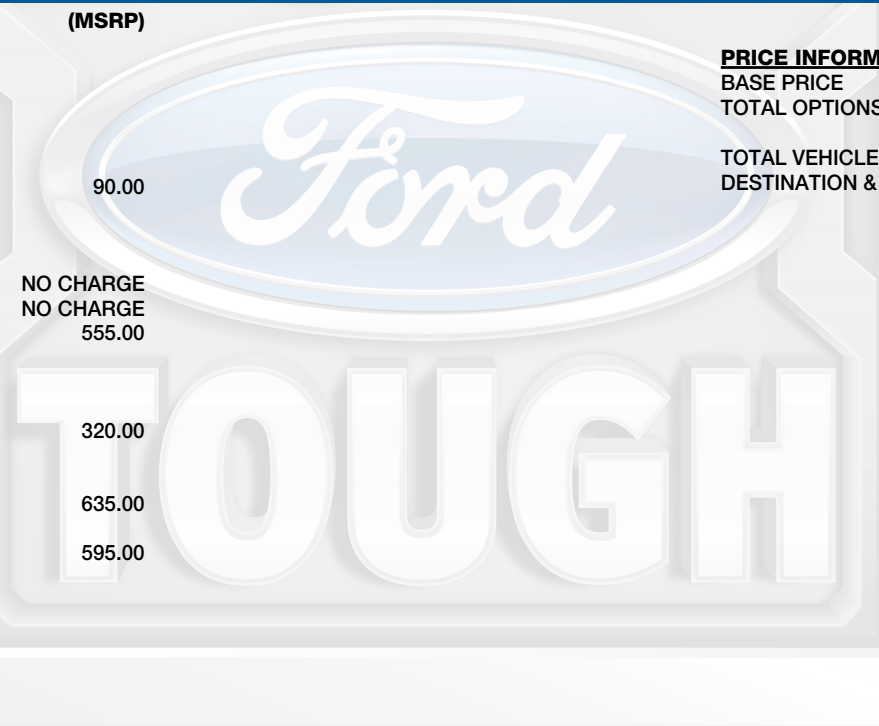 (MSRP)
90.00
NO CHARGE
NO CHARGE
555.00
320.00
635.00
595.00
PRICE INFORM
BASE PRICE
TOTAL OPTIONS
TOTAL VEHICLE
DESTINATION &
Ford
TOUGH